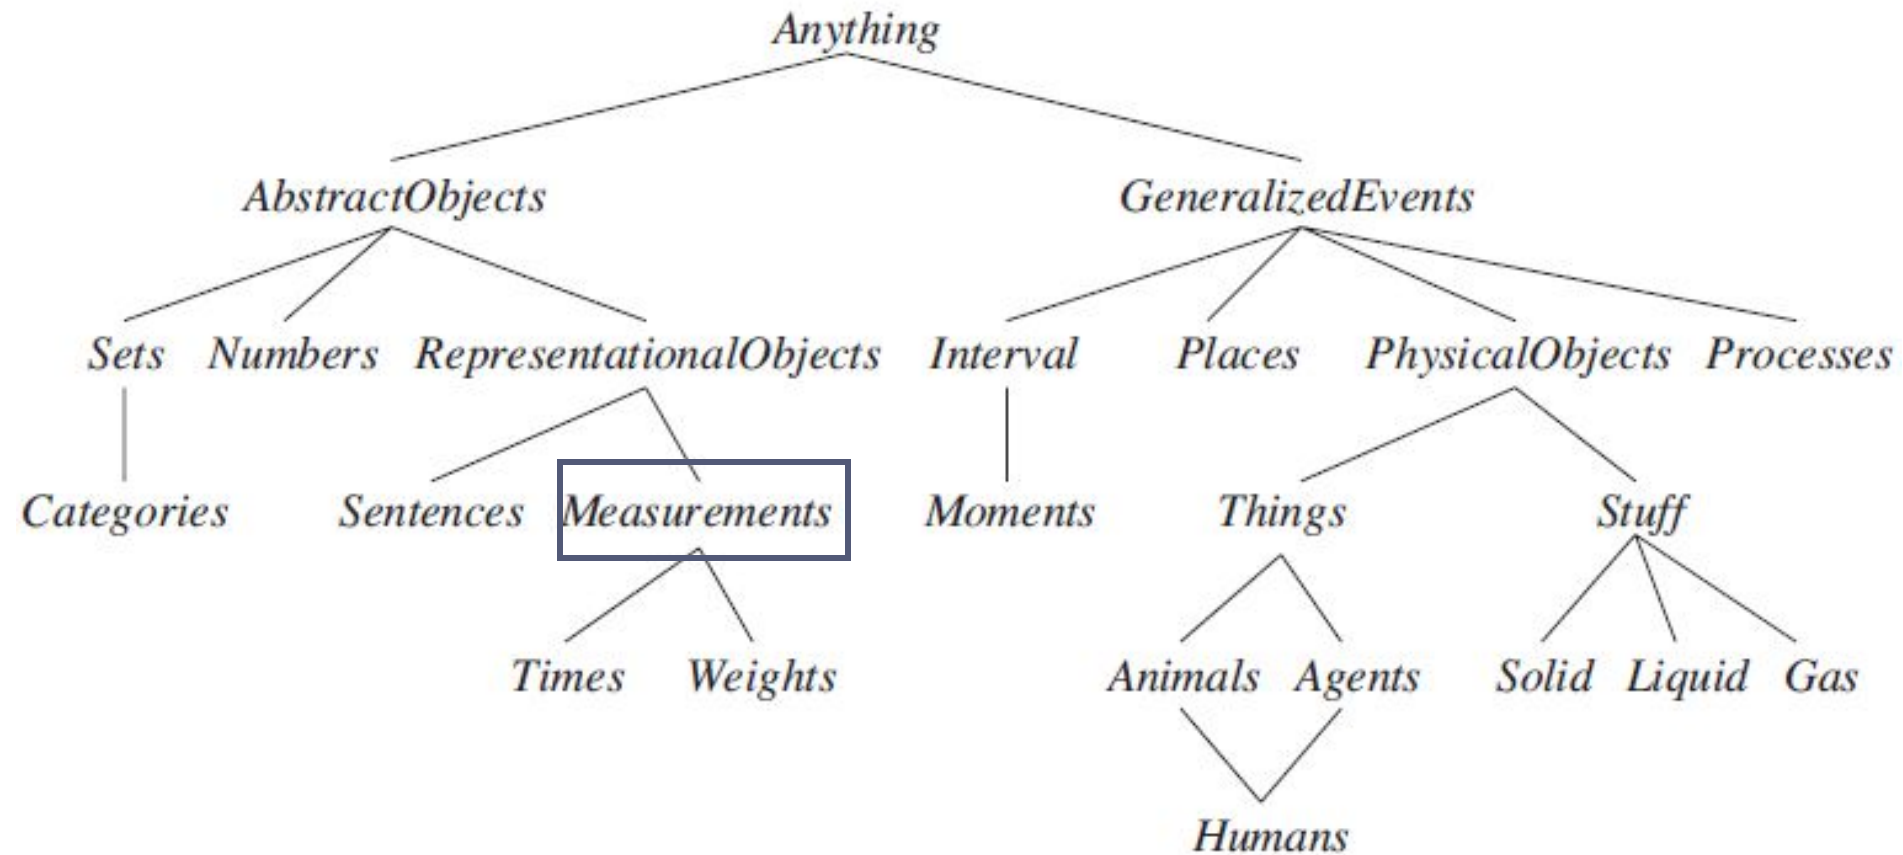 Anything
AbstractObjects GeneralizedEvents
Sets Numbers RepresentationalObjects Interval Places PhysicalObjects Processes
Categories Sentences Measurements Moments Things Stuff
Times Weights Animals Agents Solid Liquid Gas
Humans